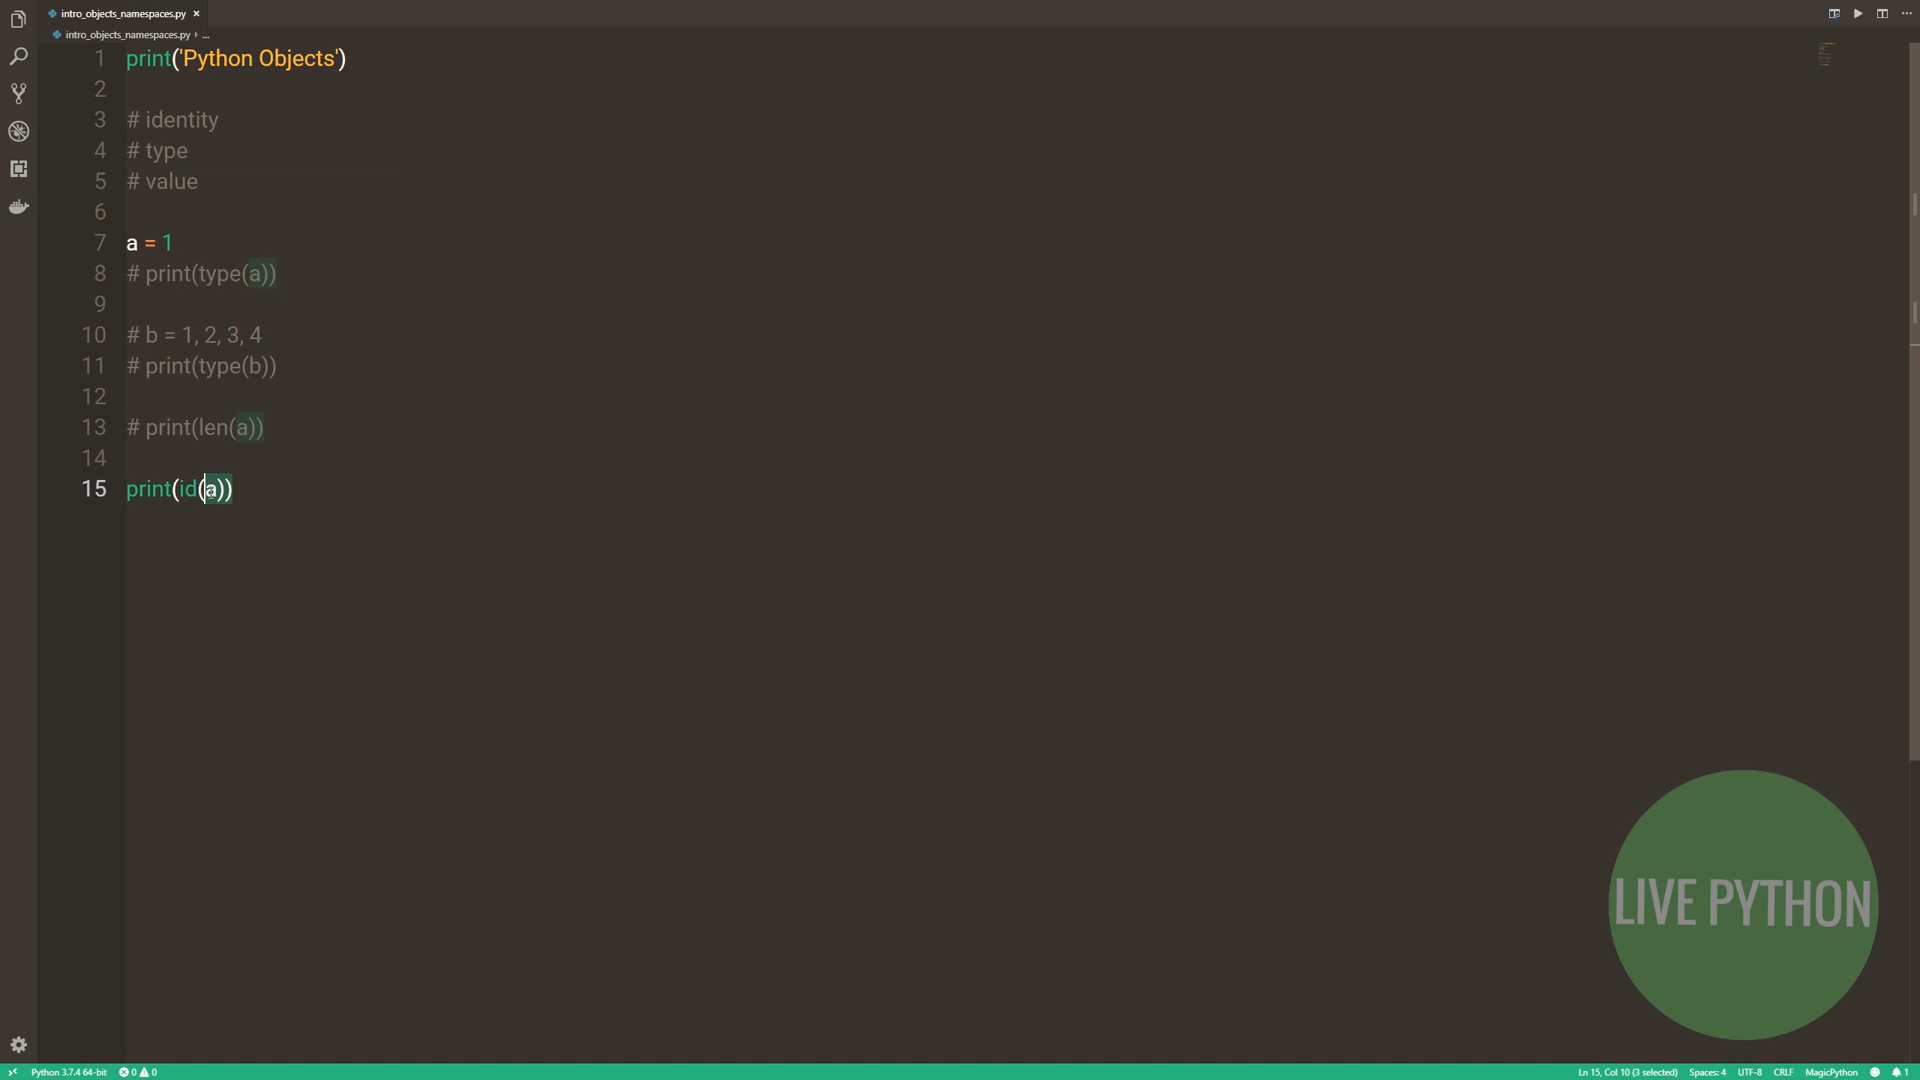 intro_objects_namespaces.py ×
intro_objects_namespaces.py › ...
1 print('Python Objects')
2
3 # identity
4 # type
5 # value
6
7 a = 1
8 # print(type(a))
9
10 # b = 1, 2, 3, 4
11 # print(type(b))
12
13 # print(len(a))
14
15 print(id(a))
LIVE PYTHON
Python 3.7.4 64-bit 0 0 Ln 15, Col 10 (3 selected) Spaces: 4 UTF-8 CRLF MagicPython 1